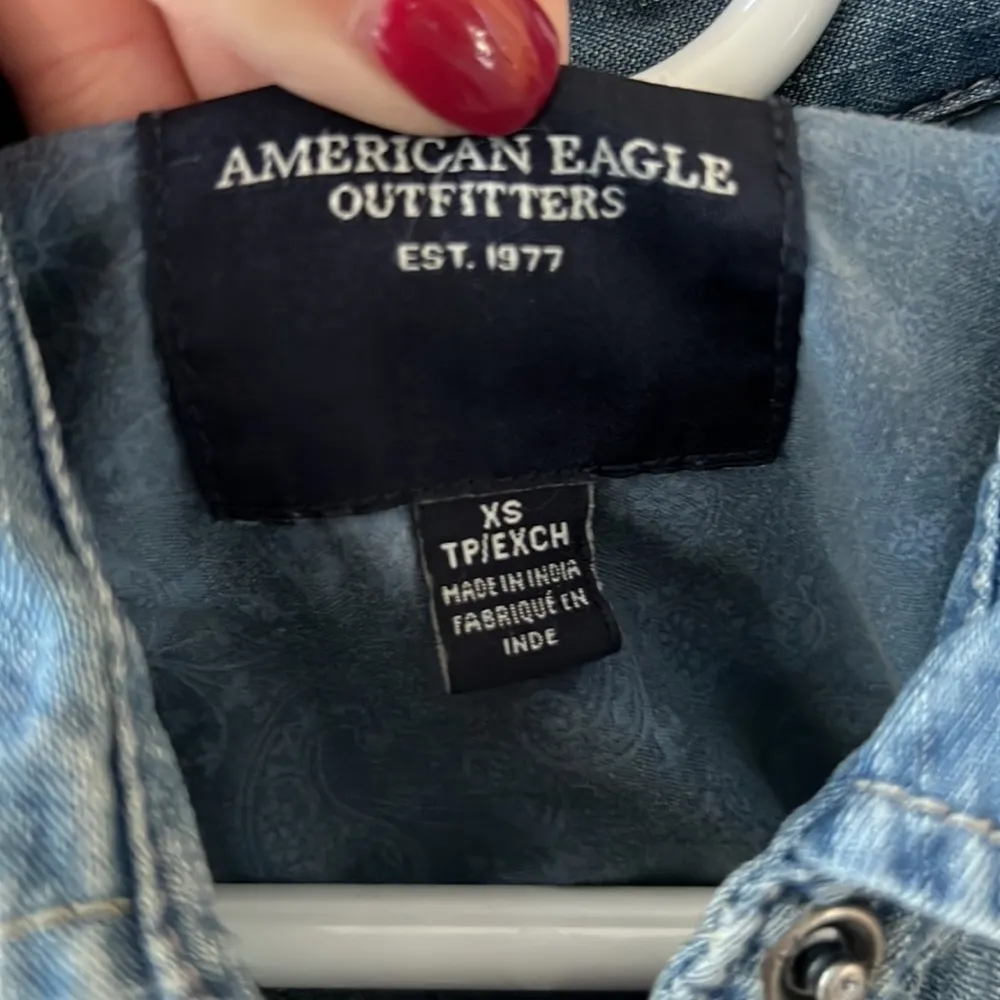 AMERICAN EAGLE
OUTFITTERS
EST. 1977
XS
TP/EXCH
MADE IN INDIA
FABRIQUÉ EN
INDE